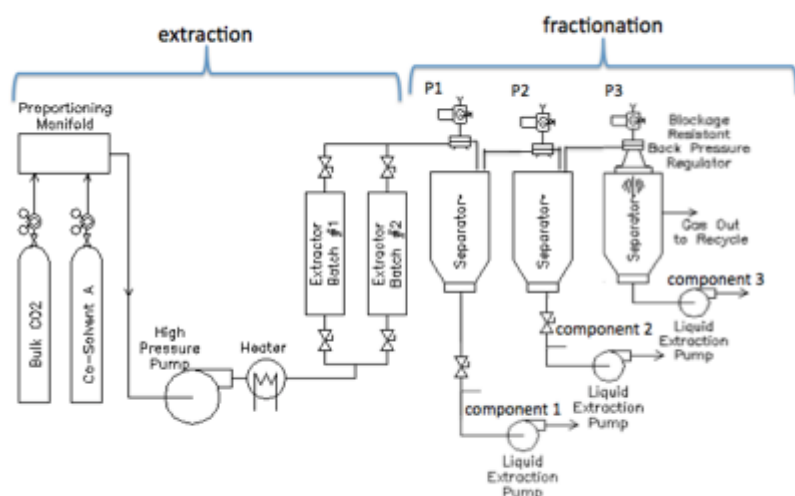 extraction
fractionation
P1
P2
P3
Proportioning
Manifold
Blockage
Resistant
Back Pressure
Regulator
Extractor
Batch #1
Extractor
Batch #2
Separator
Separator
Separator
Gas Out
to Recycle
Bulk CO2
Co-Solvent A
High
Pressure
Pump
Heater
component 3
Liquid
Extraction
Pump
component 2
Liquid
Extraction
Pump
component 1
Liquid
Extraction
Pump